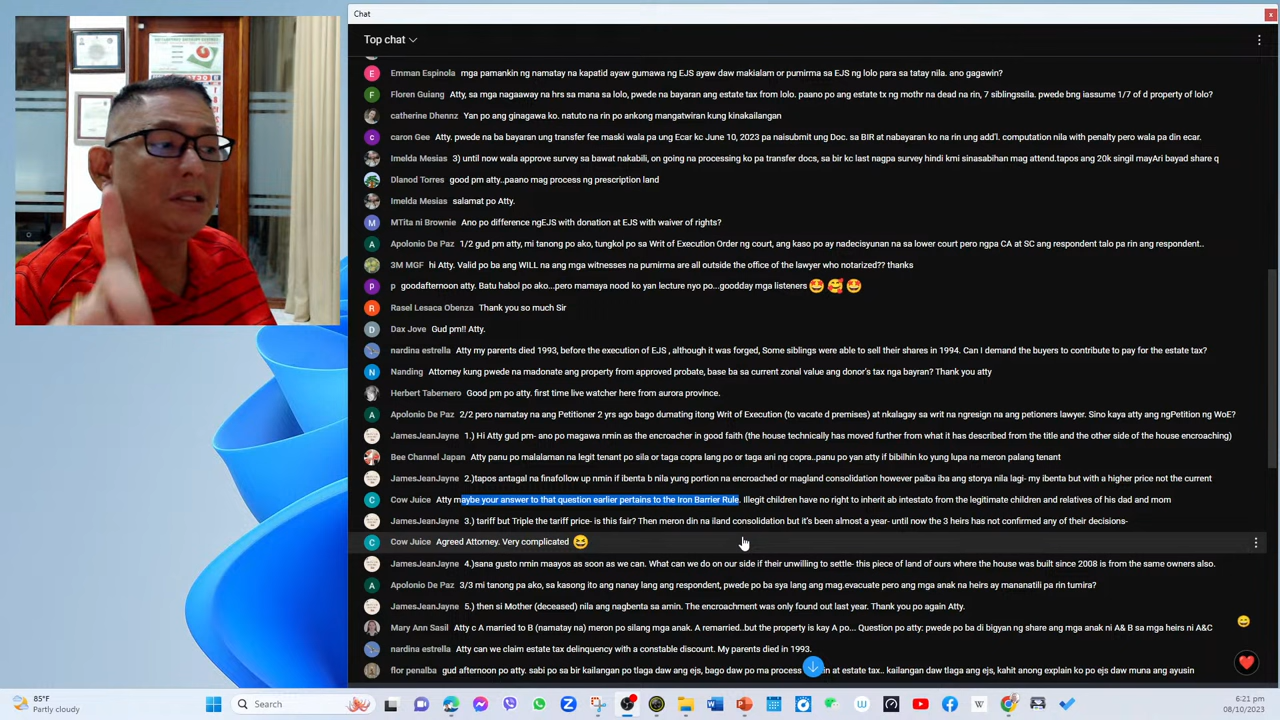 Chat
Top chat
Emman Espinola mga pamankin ng namatay na kapatid ayaw gumawa ng EJS ayaw daw makialam or pumirma sa EJS ng lolo para sa tatay nila. ano gagawin?
Floren Guiang Atty, sa mga nagaaway na hrs sa mana sa lolo, pwede na bayaran ang estate tax from lolo. paano po ang estate tx ng mothr na dead na rin, 7 siblingssila. pwede bng iassume 1/7 of d property of lolo?
catherine Dhennz Yan po ang ginagawa ko. natuto na rin po ankong mangatwiran kung kinakailangan
caron Gee Atty. pwede na ba bayaran ung transfer fee maski wala pa ung Ecar kc June 10, 2023 pa naisubmit ung Doc. sa BIR at nabayaran ko na rin ung add'l. computation nila with penalty pero wala pa din ecar.
Imelda Mesias 3) until now wala approve survey sa bawat nakabili, on going na processing ko pa transfer docs, sa bir kc last nagpa survey hindi kmi sinasabihan mag attend.tapos ang 20k singil mayAri bayad share q
Dlanod Torres good pm atty..paano mag process ng prescription land
Imelda Mesias salamat po Atty.
MTita ni Brownie Ano po difference ngEJS with donation at EJS with waiver of rights?
Apolonio De Paz 1/2 gud pm atty, mi tanong po ako, tungkol po sa Writ of Execution Order ng court, ang kaso po ay nadecisyunan na sa lower court pero ngpa CA at SC ang respondent talo pa rin ang respondent..
3M MGF hi Atty. Valid po ba ang WILL na ang mga witnesses na pumirma are all outside the office of the lawyer who notarized?? thanks
p goodafternoon atty. Batu habol po ako...pero mamaya nood ko yan lecture nyo po...goodday mga listeners 🤩🥰🤩
Rasel Lesaca Obenza Thank you so much Sir
Dax Jove Gud pm!! Atty.
nardina estrella Atty my parents died 1993, before the execution of EJS , although it was forged, Some siblings were able to sell their shares in 1994. Can I demand the buyers to contribute to pay for the estate tax?
Nanding Attorney kung pwede na madonate ang property from approved probate, base ba sa current zonal value ang donor's tax nga bayran? Thank you atty
Herbert Tabernero Good pm po atty. first time live watcher here from aurora province.
Apolonio De Paz 2/2 pero namatay na ang Petitioner 2 yrs ago bago dumating itong Writ of Execution (to vacate d premises) at nkalagay sa writ na ngresign na ang petioners lawyer. Sino kaya atty ang ngPetition ng WoE?
JamesJeanJayne 1.) Hi Atty gud pm- ano po magawa nmin as the encroacher in good faith (the house technically has moved further from what it has described from the title and the other side of the house encroaching)
Bee Channel Japan Atty panu po malalaman na legit tenant po sila or taga copra lang po or taga ani ng copra..panu po yan atty if bibilhin ko yung lupa na meron palang tenant
JamesJeanJayne 2.)tapos antagal na finafollow up nmin if ibenta b nila yung portion na encroached or magland consolidation however paiba iba ang storya nila lagi- my ibenta but with a higher price not the current
Cow Juice Atty maybe your answer to that question earlier pertains to the Iron Barrier Rule. Illegit children have no right to inherit ab intestato from the legitimate children and relatives of his dad and mom
JamesJeanJayne 3.) tariff but Triple the tariff price- is this fair? Then meron din na iland consolidation but it's been almost a year- until now the 3 heirs has not confirmed any of their decisions-
Cow Juice Agreed Attorney. Very complicated 😆
JamesJeanJayne 4.)sana gusto nmin maayos as soon as we can. What can we do on our side if their unwilling to settle- this piece of land of ours where the house was built since 2008 is from the same owners also.
Apolonio De Paz 3/3 mi tanong pa ako, sa kasong ito ang nanay lang ang respondent, pwede po ba sya lang ang mag.evacuate pero ang mga anak na heirs ay mananatili pa rin tumira?
JamesJeanJayne 5.) then si Mother (deceased) nila ang nagbenta sa amin. The encroachment was only found out last year. Thank you po again Atty.
Mary Ann Sasil Atty c A married to B (namatay na) meron po silang mga anak. A remarried..but the property is kay A po... Question po atty: pwede po ba di bigyan ng share ang mga anak ni A& B sa mga heirs ni A&C
nardina estrella Atty can we claim estate tax delinquency with a constable discount. My parents died in 1993.
flor penalba gud afternoon po atty. sabi po sa bir kailangan po tlaga daw ang ejs, bago daw po ma process in at estate tax.. kailangan daw tlaga ng ejs, kahit anong explain ko po ejs daw muna ang ayusin
85°F
Partly cloudy
Search
6:21 pm
08/10/2023